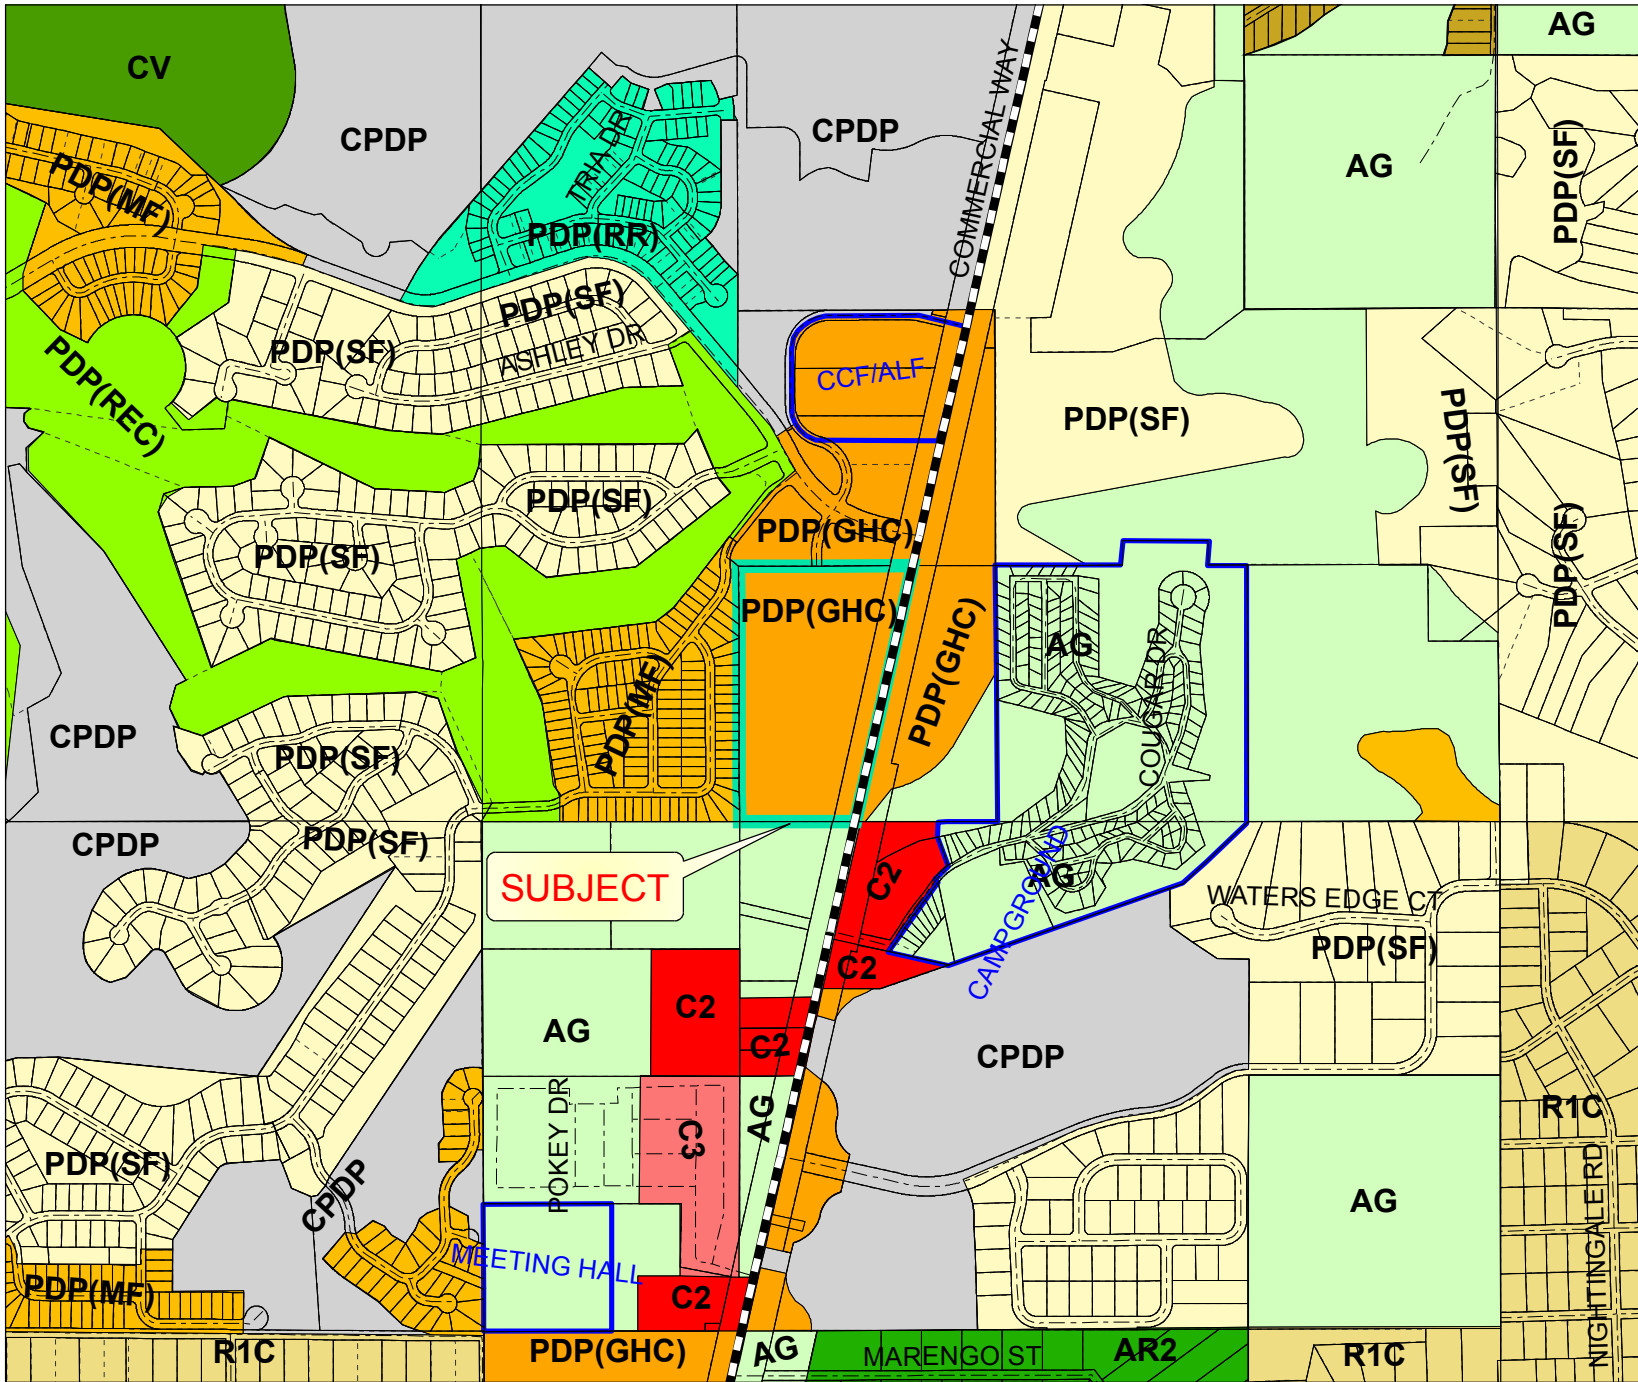 AG
CV
CPDP
CPDP
COMMERCIAL WAY
TRIA DR
AG
PDP(SF)
PDP(MF)
PDP(RR)
PDP(SF)
ASHLEY DR
PDP(SF)
PDP(REC)
CCF/ALF
PDP(SF)
PDP(SF)
PDP(SF)
PDP(GHC)
PDP(SF)
PDP(SF)
PDP(GHC)
PDP(GHC)
AG
COUGAR DR
PDP(MF)
CPDP
PDP(SF)
CPDP
PDP(SF)
SUBJECT
C2
AG
CAMPGROUND
WATERS EDGE CT
PDP(SF)
C2
C2
AG
C2
CPDP
POKEY DR
C3
AG
R1C
PDP(SF)
CPDP
AG
NIGHTINGALE RD
MEETING HALL
PDP(MF)
C2
R1C
PDP(GHC)
AG
MARENGO ST
AR2
R1C